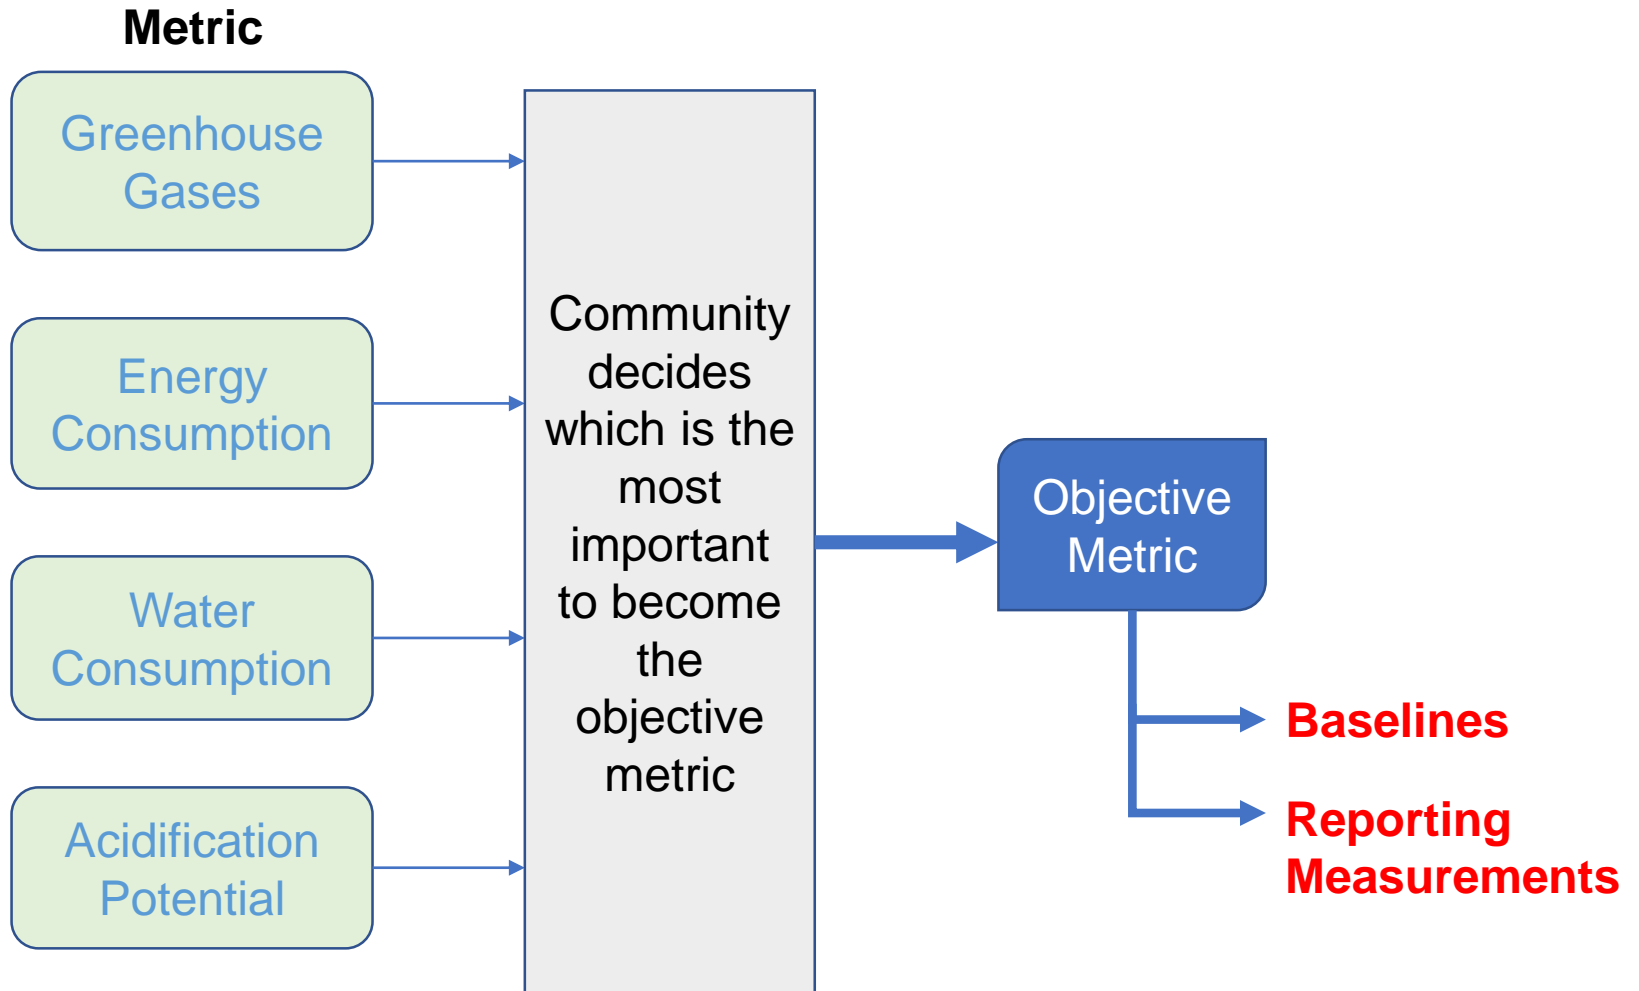 Metric
Greenhouse
Gases
Energy
Consumption
Water
Consumption
Acidification
Potential
Community
decides
which is the
most
important
to become
the
objective
metric
Objective
Metric
Baselines
Reporting
Measurements